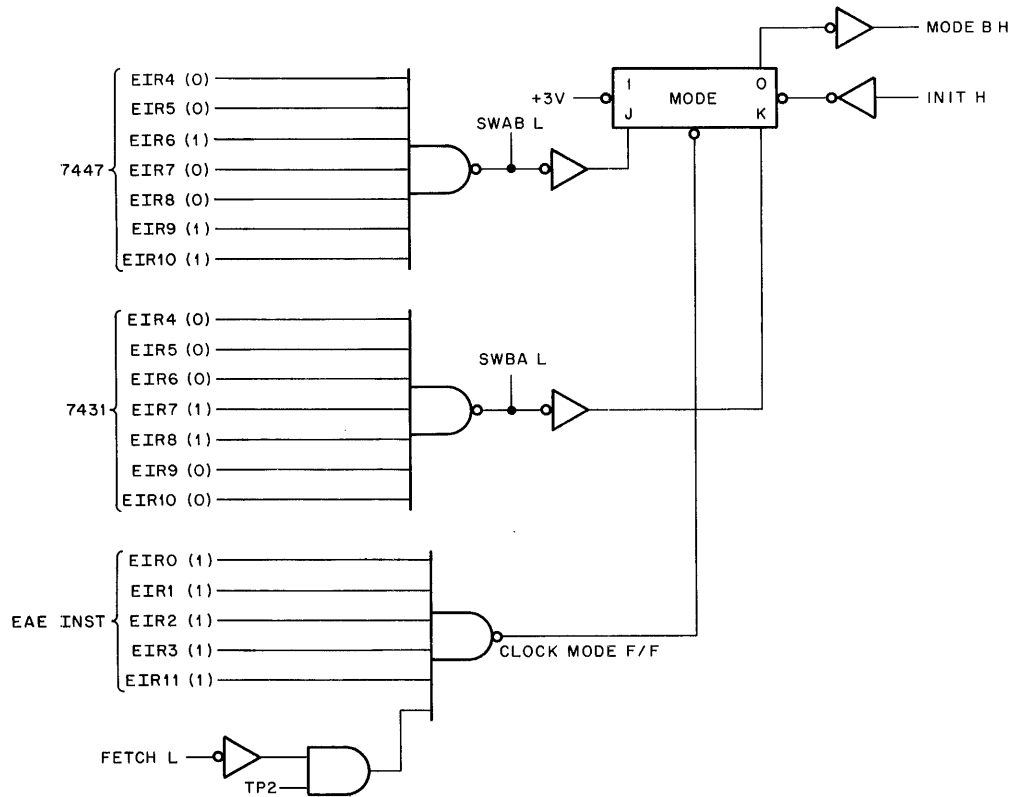 MODE B H
EIR4 (0)
EIR5 (0)
EIR6 (1)
7447
EIR7 (0)
EIR8 (0)
EIR9 (1)
EIR10 (1)
SWAB L
+3V
1
MODE
0
J
K
INIT H
EIR4 (0)
EIR5 (0)
EIR6 (0)
7431
EIR7 (1)
EIR8 (1)
EIR9 (0)
EIR10 (0)
SWBA L
EIR0 (1)
EIR1 (1)
EAE INST
EIR2 (1)
EIR3 (1)
EIR11 (1)
CLOCK MODE F/F
FETCH L
TP2